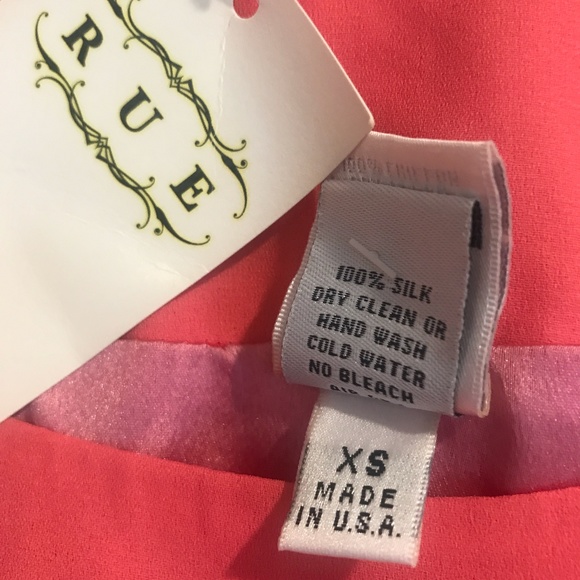 R
U
E
100% SILK
DRY CLEAN OR
HAND WASH
COLD WATER
NO BLEACH
XS
MADE
IN U.S.A.